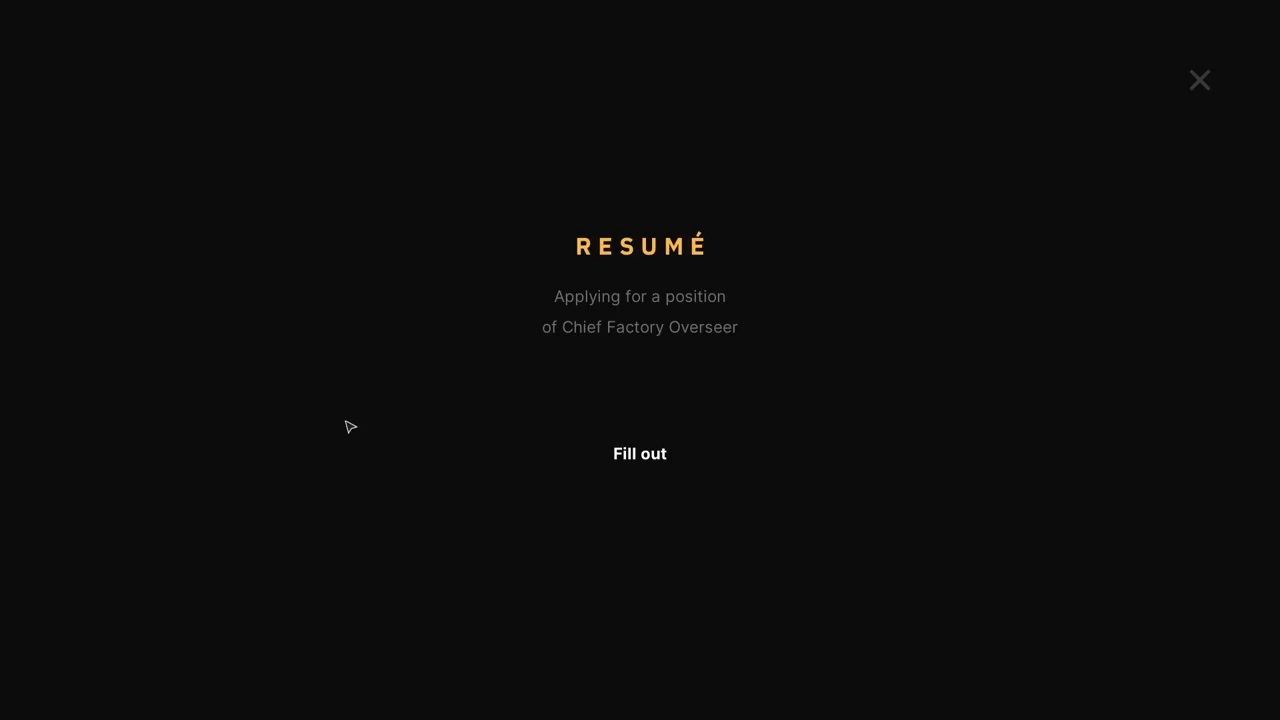 RESUMÉ
Applying for a position
of Chief Factory Overseer
Fill out